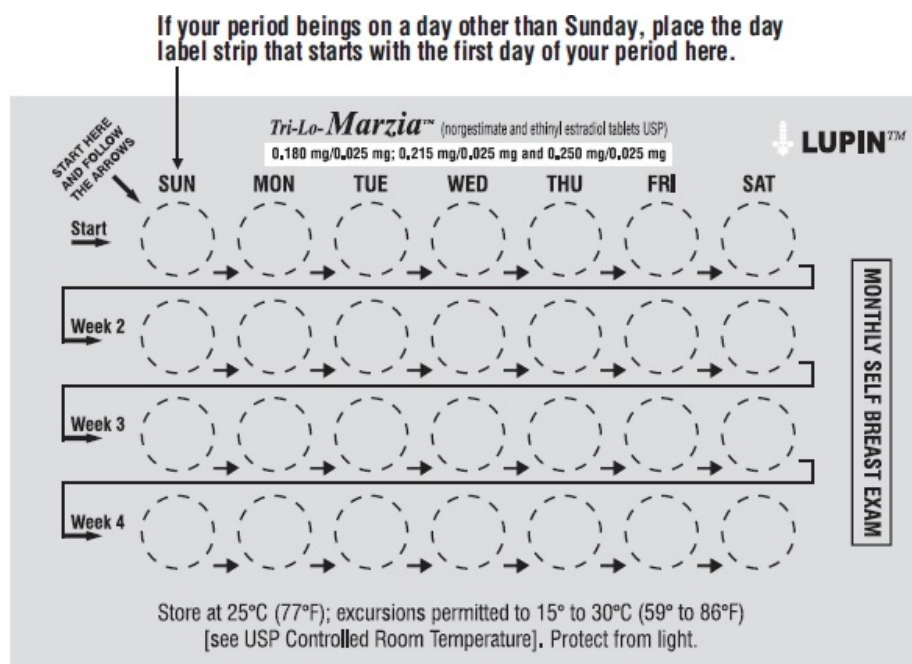 If your period beings on a day other than Sunday, place the day
label strip that starts with the first day of your period here.
START HERE
AND FOLLOW
THE ARROWS
Tri-Lo-Marzia™ (norgestimate and ethinyl estradiol tablets USP)
0.180 mg/0.025 mg; 0.215 mg/0.025 mg and 0.250 mg/0.025 mg
LUPIN™
SUN MON TUE WED THU FRI SAT
Start
Week 2
Week 3
Week 4
MONTHLY SELF BREAST EXAM
Store at 25°C (77°F); excursions permitted to 15° to 30°C (59° to 86°F)
[see USP Controlled Room Temperature]. Protect from light.